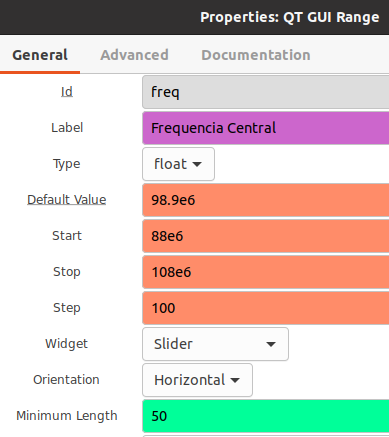 Properties: QT GUI Range
General Advanced Documentation
Id freq
Label Frequencia Central
Type float
Default Value 98.9e6
Start 88e6
Stop 108e6
Step 100
Widget Slider
Orientation Horizontal
Minimum Length 50